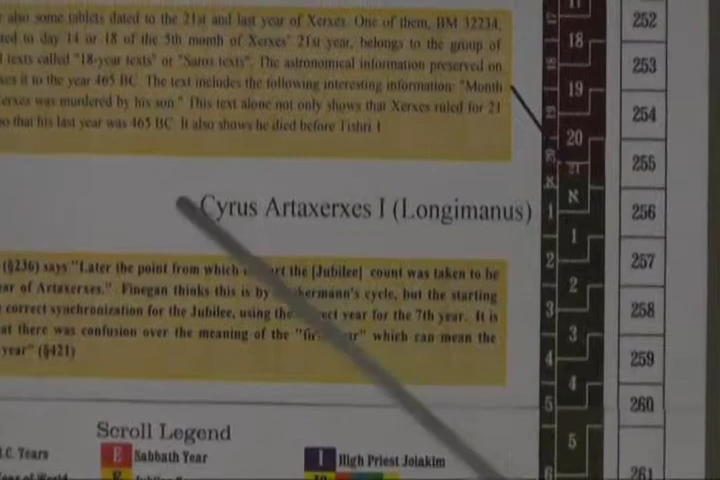 also some tablets dated to the 21st and last year of Xerxes. One of them, BM 32234,
ted to day 14 or 18 of the 5th month of Xerxes' 21st year, belongs to the group of
texts called "18-year texts" or "Saros texts". The astronomical information preserved on
es it to the year 465 BC. The text includes the following interesting information: "Month
erxes was murdered by his son." This text alone not only shows that Xerxes ruled for 21
o that his last year was 465 BC. It also shows he died before Tishri 1
Cyrus Artaxerxes I (Longimanus)
(§236) says "Later the point from which the [Jubilee] count was taken to be
ar of Artaxerxes." Finegan thinks this is by kermann's cycle, but the starting
correct synchronization for the Jubilee, using the year for the 7th year. It is
at there was confusion over the meaning of the which can mean the
year" (§421)
Scroll Legend
.C. Years
E Sabbath Year
I High Priest Joiakim
17
18
19
20
א
1
2
3
4
5
6
18
19
20
21
א
1
2
3
4
5
252
253
254
255
256
257
258
259
260
261